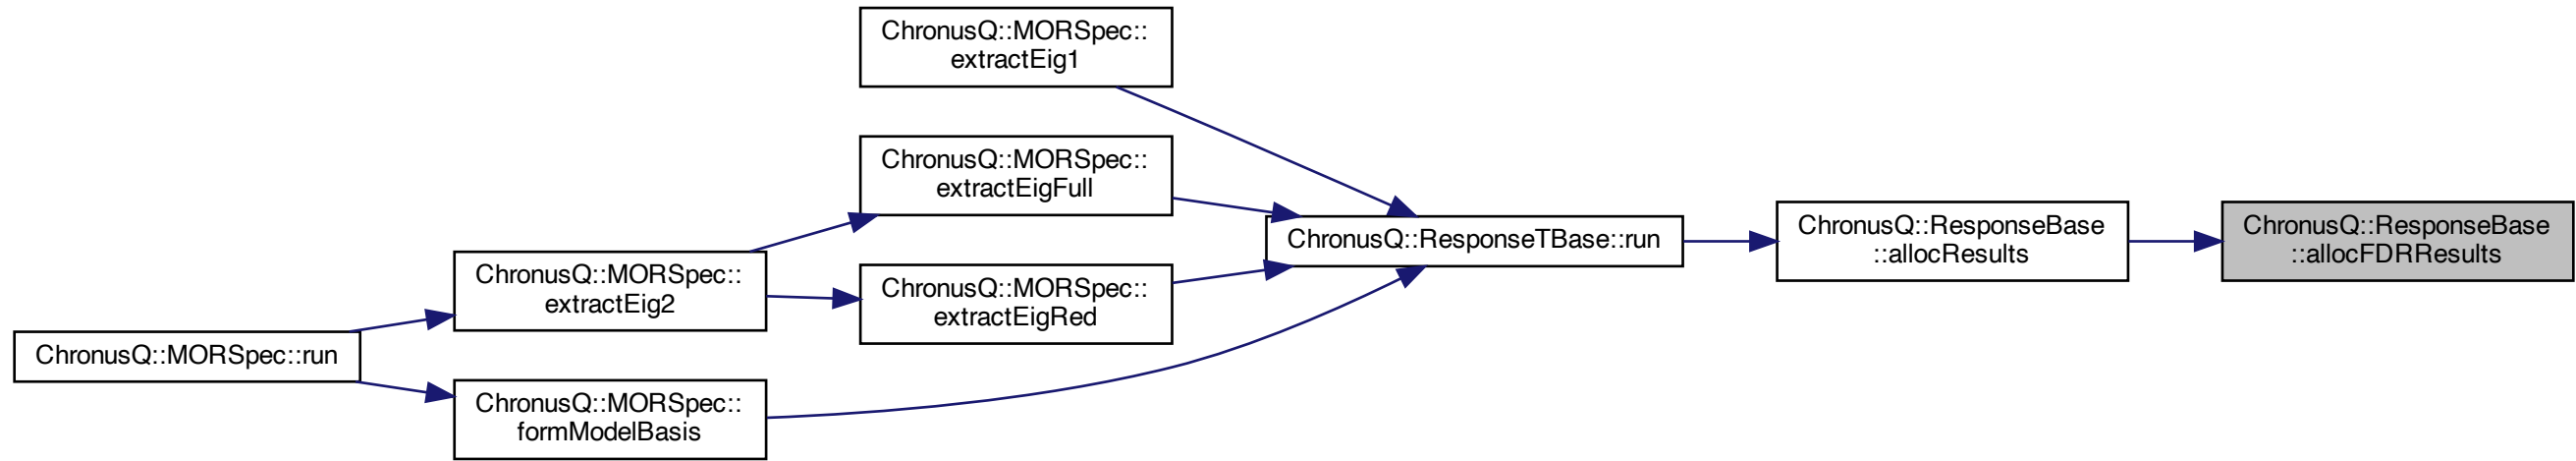 ChronusQ::MORSpec::
extractEig1
ChronusQ::MORSpec::
extractEigFull
ChronusQ::MORSpec::
extractEig2
ChronusQ::MORSpec::
extractEigRed
ChronusQ::MORSpec::run
ChronusQ::MORSpec::
formModelBasis
ChronusQ::ResponseTBase::run
ChronusQ::ResponseBase
::allocResults
ChronusQ::ResponseBase
::allocFDRResults